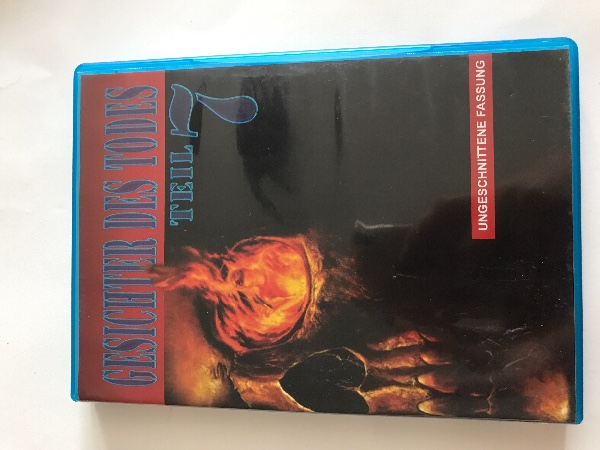 GESICHTER DES TODES
TEIL 7
UNGESCHNITTENE FASSUNG